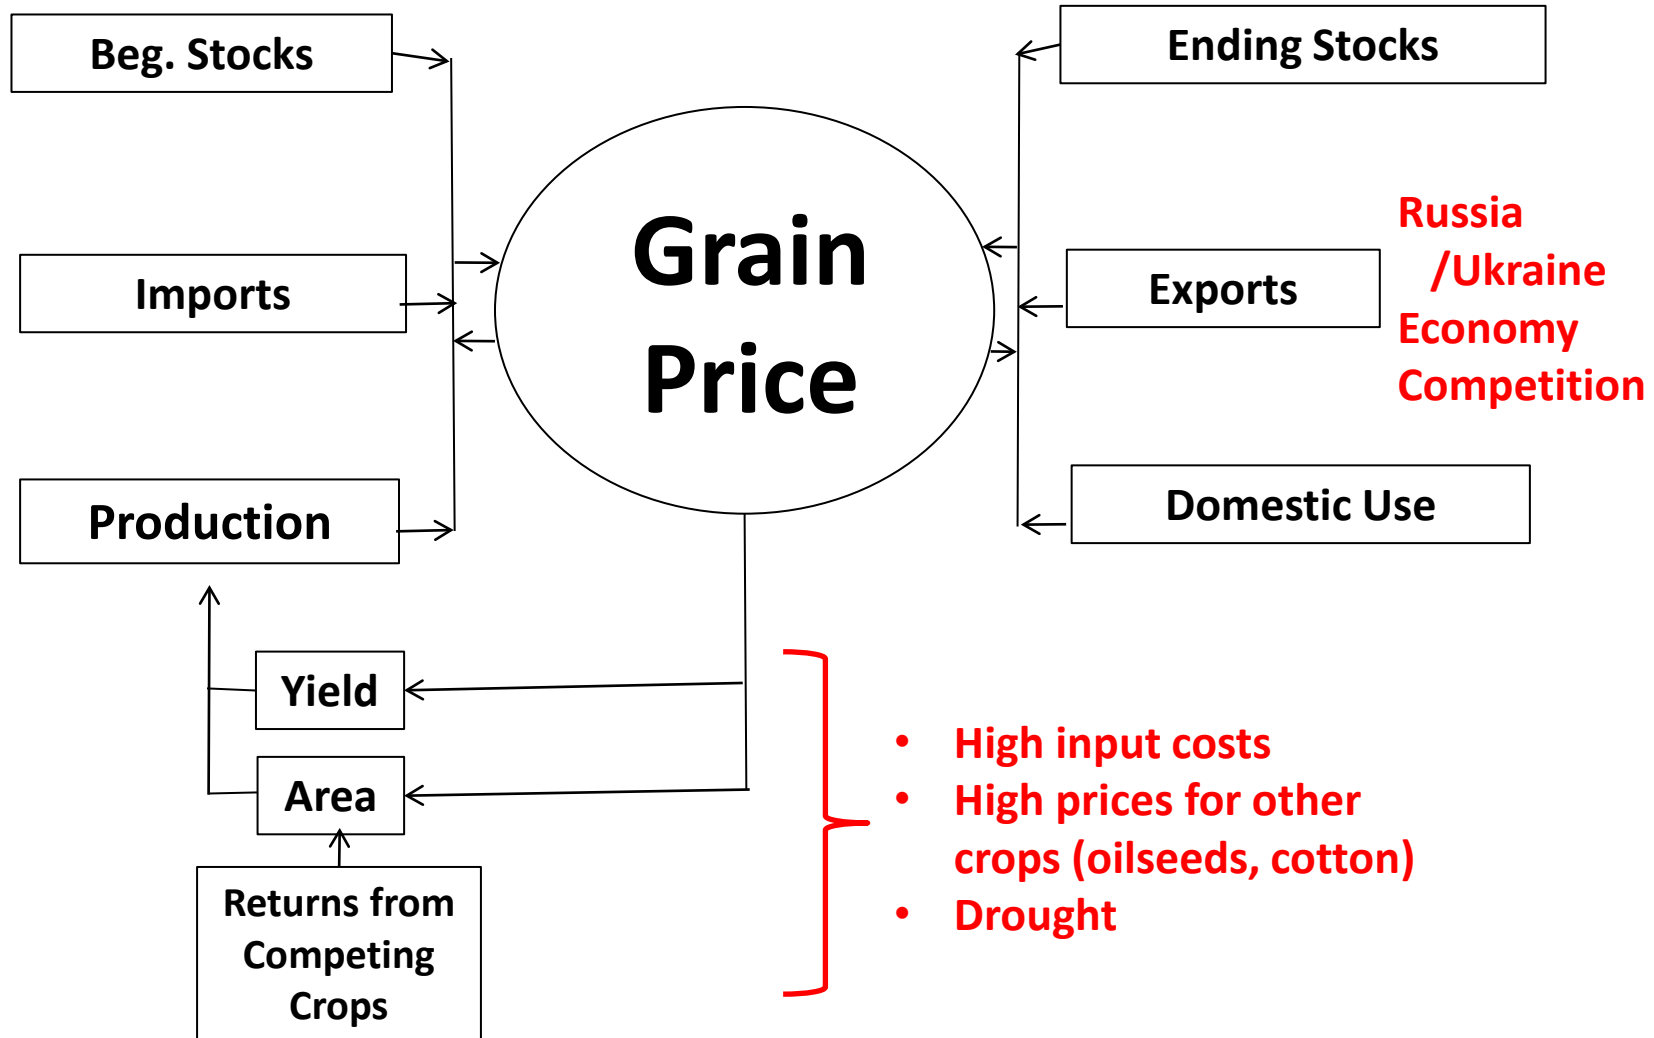 Beg. Stocks
Ending Stocks
Grain
Price
Imports
Exports
Russia
/Ukraine
Economy
Competition
Production
Domestic Use
Yield
Area
Returns from
Competing
Crops
• High input costs
• High prices for other
crops (oilseeds, cotton)
• Drought